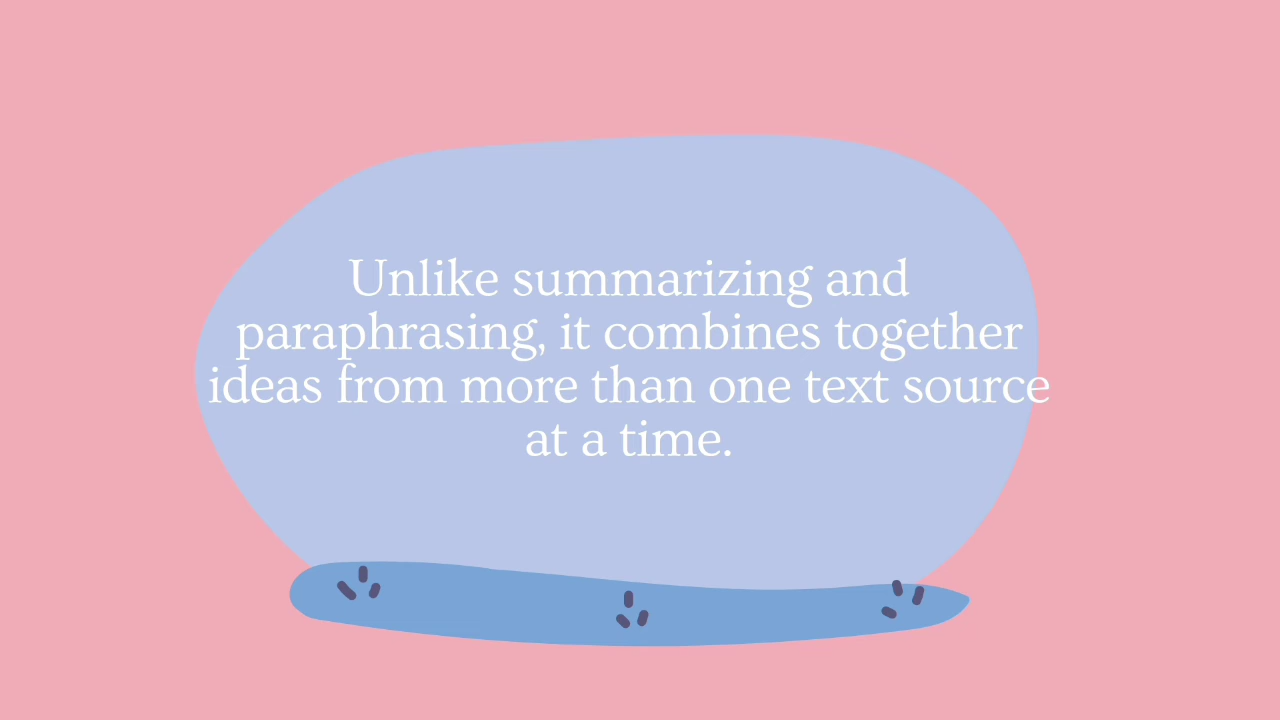 Unlike summarizing and
paraphrasing, it combines together
ideas from more than one text source
at a time.